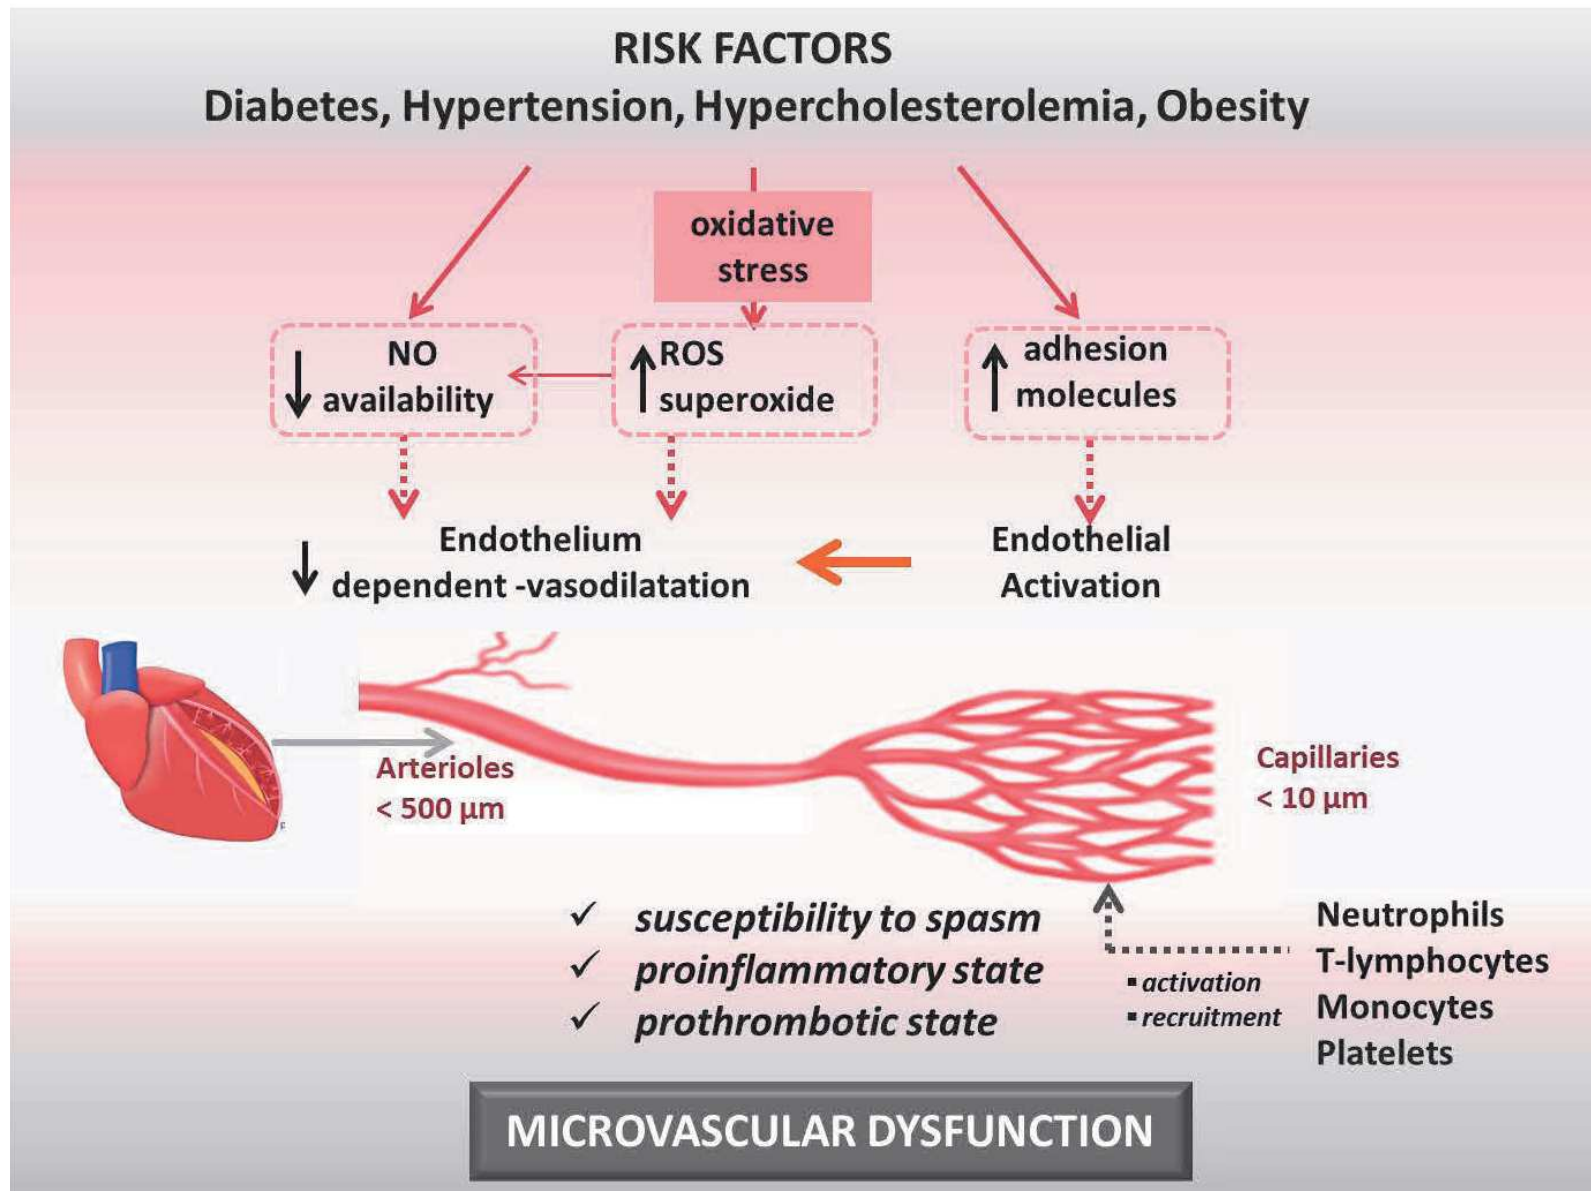 RISK FACTORS
Diabetes, Hypertension, Hypercholesterolemia, Obesity
oxidative
stress
NO
availability
ROS
superoxide
adhesion
molecules
Endothelium
dependent -vasodilatation
Endothelial
Activation
Arterioles
< 500 µm
Capillaries
< 10 µm
✓ susceptibility to spasm
✓ proinflammatory state
✓ prothrombotic state
▪ activation
▪ recruitment
Neutrophils
T-lymphocytes
Monocytes
Platelets
MICROVASCULAR DYSFUNCTION